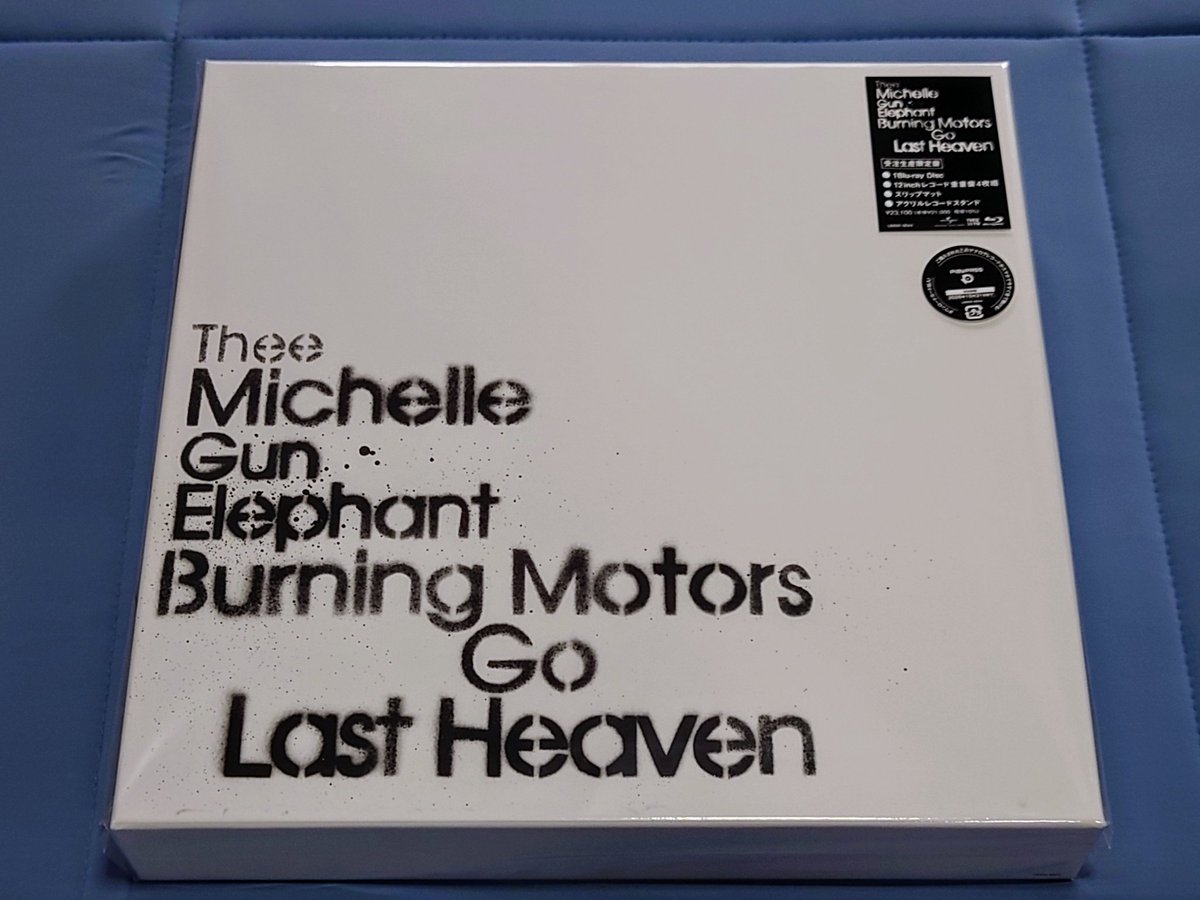 Thee
Michelle
Gun
Elephant
Burning Motors
Go
Last Heaven
Thee
Michelle
Gun
Elephant
Burning Motors
Go
Last Heaven
受注生産限定盤
1Blu-ray Disc
12inchレコード重量盤4枚組
スリップマット
アクリルレコードスタンド
¥23,100